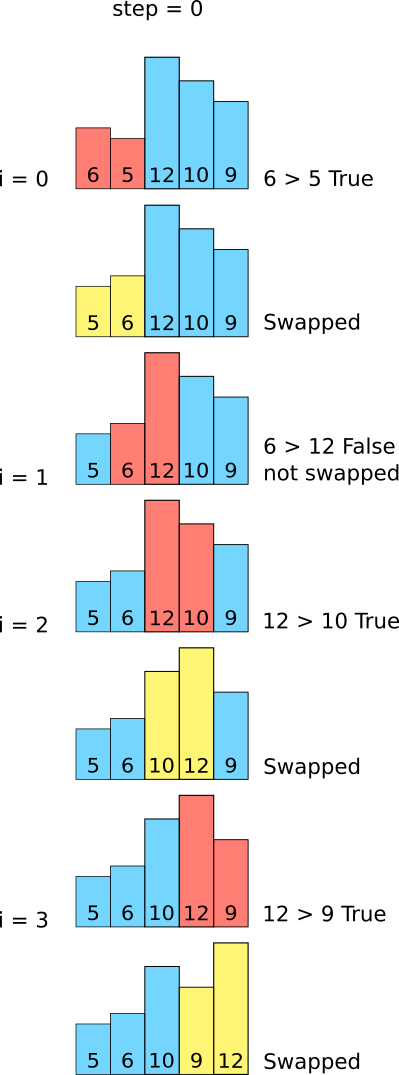 step = 0
i = 0 6 5 12 10 9 6 > 5 True
5 6 12 10 9 Swapped
6 > 12 False
i = 1 5 6 12 10 9 not swapped
i = 2 5 6 12 10 9 12 > 10 True
5 6 10 12 9 Swapped
i = 3 5 6 10 12 9 12 > 9 True
5 6 10 9 12 Swapped